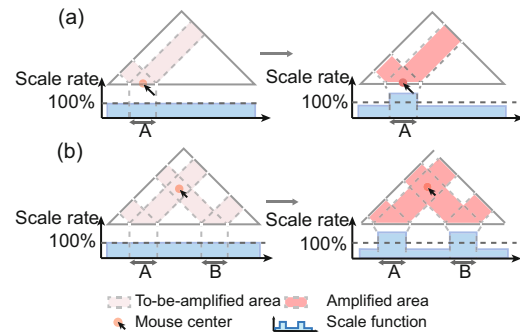 (a)
Scale rate
100%
A
Scale rate
100%
A
(b)
Scale rate
100%
A
B
Scale rate
100%
A
B
To-be-amplified area
Amplified area
Mouse center
Scale function